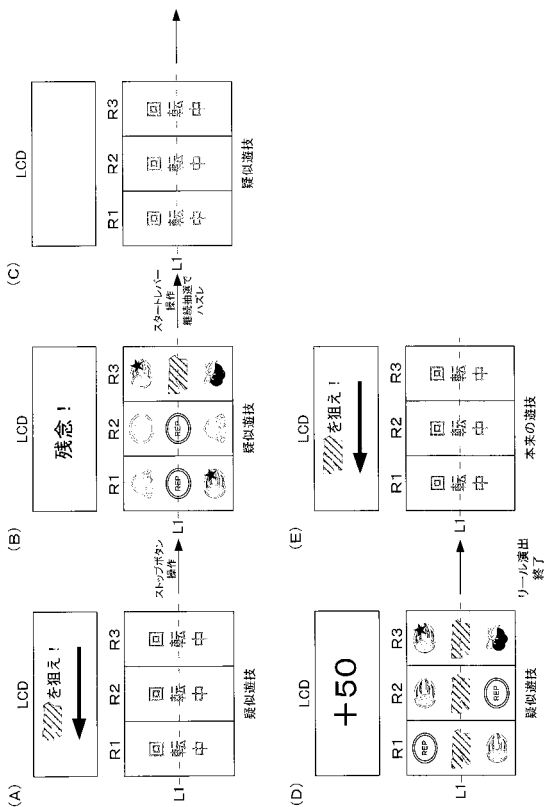 (A)
LCD
を狙え！
R1 R2 R3
L1
回転中 回転中 回転中
疑似遊技
ストップボタン
操作
(B)
LCD
残念！
R1 R2 R3
L1
REP REP
疑似遊技
スタートレバー
操作
継続抽選で
ハズレ
(C)
LCD
R1 R2 R3
L1
回転中 回転中 回転中
疑似遊技
(D)
LCD
+50
R1 R2 R3
REP
L1
REP
疑似遊技
リール演出
終了
(E)
LCD
を狙え！
R1 R2 R3
L1
回転中 回転中 回転中
本来の遊技